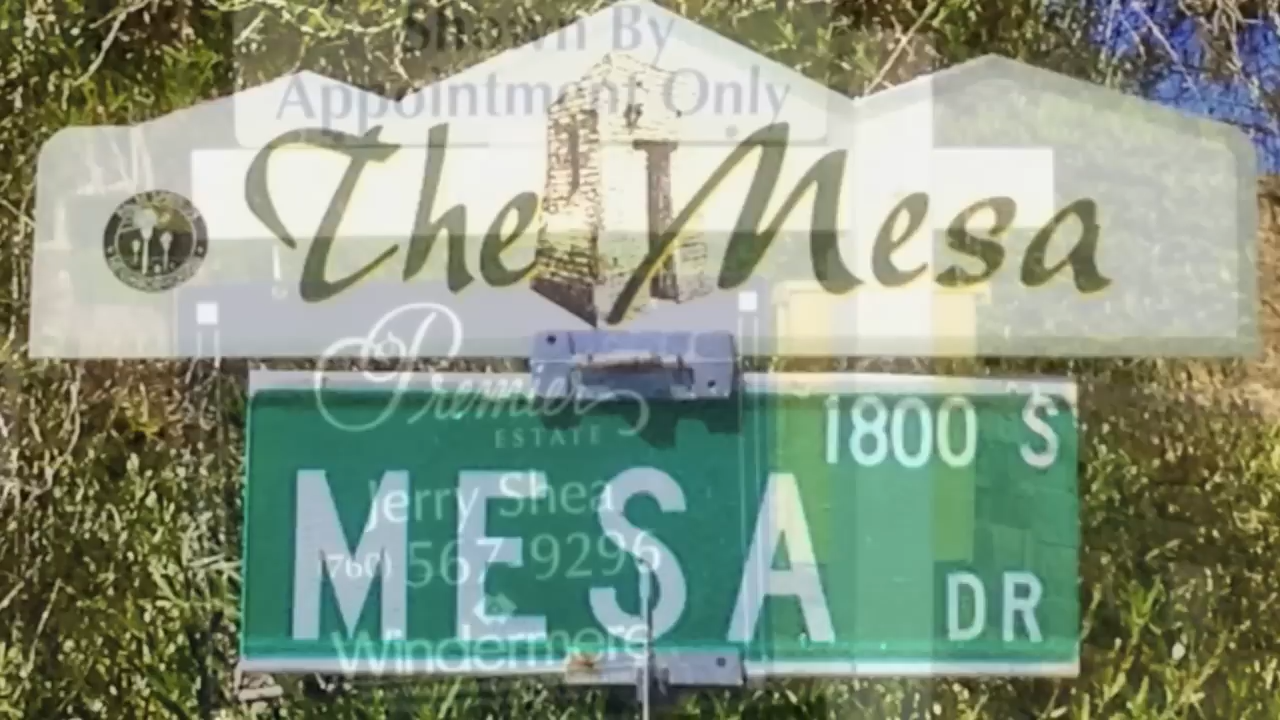 Shown By
Appointment Only
The Mesa
Premier
ESTATE
1800 S
MESA DR
Jerry Shea
(760) 567 9296
Windermere